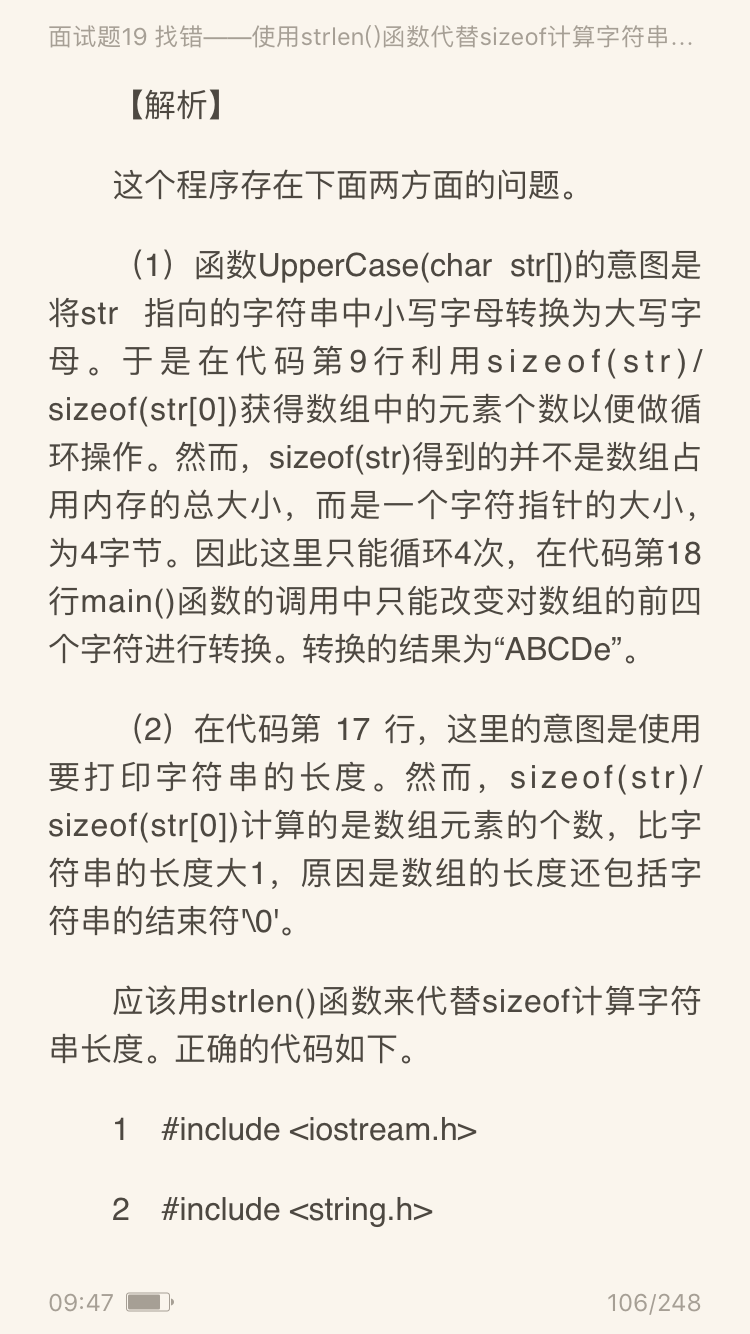 面试题19 找错——使用strlen()函数代替sizeof计算字符串...
【解析】
这个程序存在下面两方面的问题。
（1）函数UpperCase(char str[])的意图是
将str 指向的字符串中小写字母转换为大写字
母。于是在代码第9行利用sizeof(str)/
sizeof(str[0])获得数组中的元素个数以便做循
环操作。然而，sizeof(str)得到的并不是数组占
用内存的总大小，而是一个字符指针的大小，
为4字节。因此这里只能循环4次，在代码第18
行main()函数的调用中只能改变对数组的前四
个字符进行转换。转换的结果为“ABCDe”。
（2）在代码第 17 行，这里的意图是使用
要打印字符串的长度。然而，sizeof(str)/
sizeof(str[0])计算的是数组元素的个数，比字
符串的长度大1，原因是数组的长度还包括字
符串的结束符'\0'。
应该用strlen()函数来代替sizeof计算字符
串长度。正确的代码如下。
1 #include <iostream.h>
2 #include <string.h>
09:47 106/248